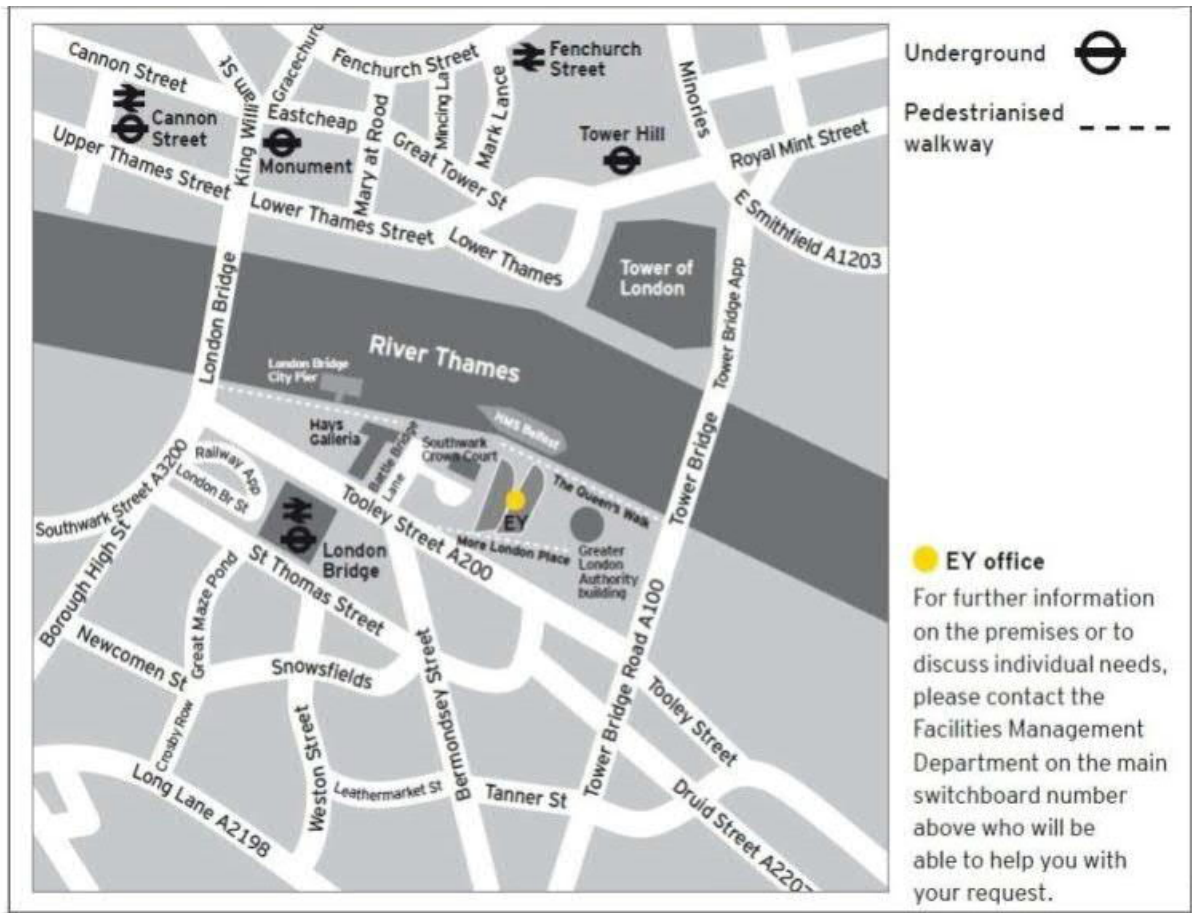 Cannon Street
King William St
Gracechurc
Fenchurch Street
Fenchurch
Street
Minories
Cannon
Street
Eastcheap
Monument
Mary at Rood
Mincing La
Mark Lance
Great Tower St
Tower Hill
Royal Mint Street
E Smithfield A1203
Upper Thames Street
Lower Thames Street
Lower Thames
Tower of
London
Tower Bridge App
London Bridge
River Thames
London Bridge
City Pier
HMS Belfast
Hays
Galleria
Battle Bridge
Lane
Southwark
Crown Court
The Queen's Walk
Tower Bridge
EY
More London Place
Greater
London
Authority
building
Railway App
London Br St
Southwark Street A3200
Borough High St
Tooley Street A200
London
Bridge
St Thomas Street
Great Maze Pond
Newcomen St
Snowsfields
Crosby Row
Weston Street
Bermondsey Street
Leathermarket St
Tanner St
Tower Bridge Road A100
Tooley Street
Druid Street A2207
Long Lane A2198
Underground
Pedestrianised
walkway
EY office
For further information
on the premises or to
discuss individual needs,
please contact the
Facilities Management
Department on the main
switchboard number
above who will be
able to help you with
your request.